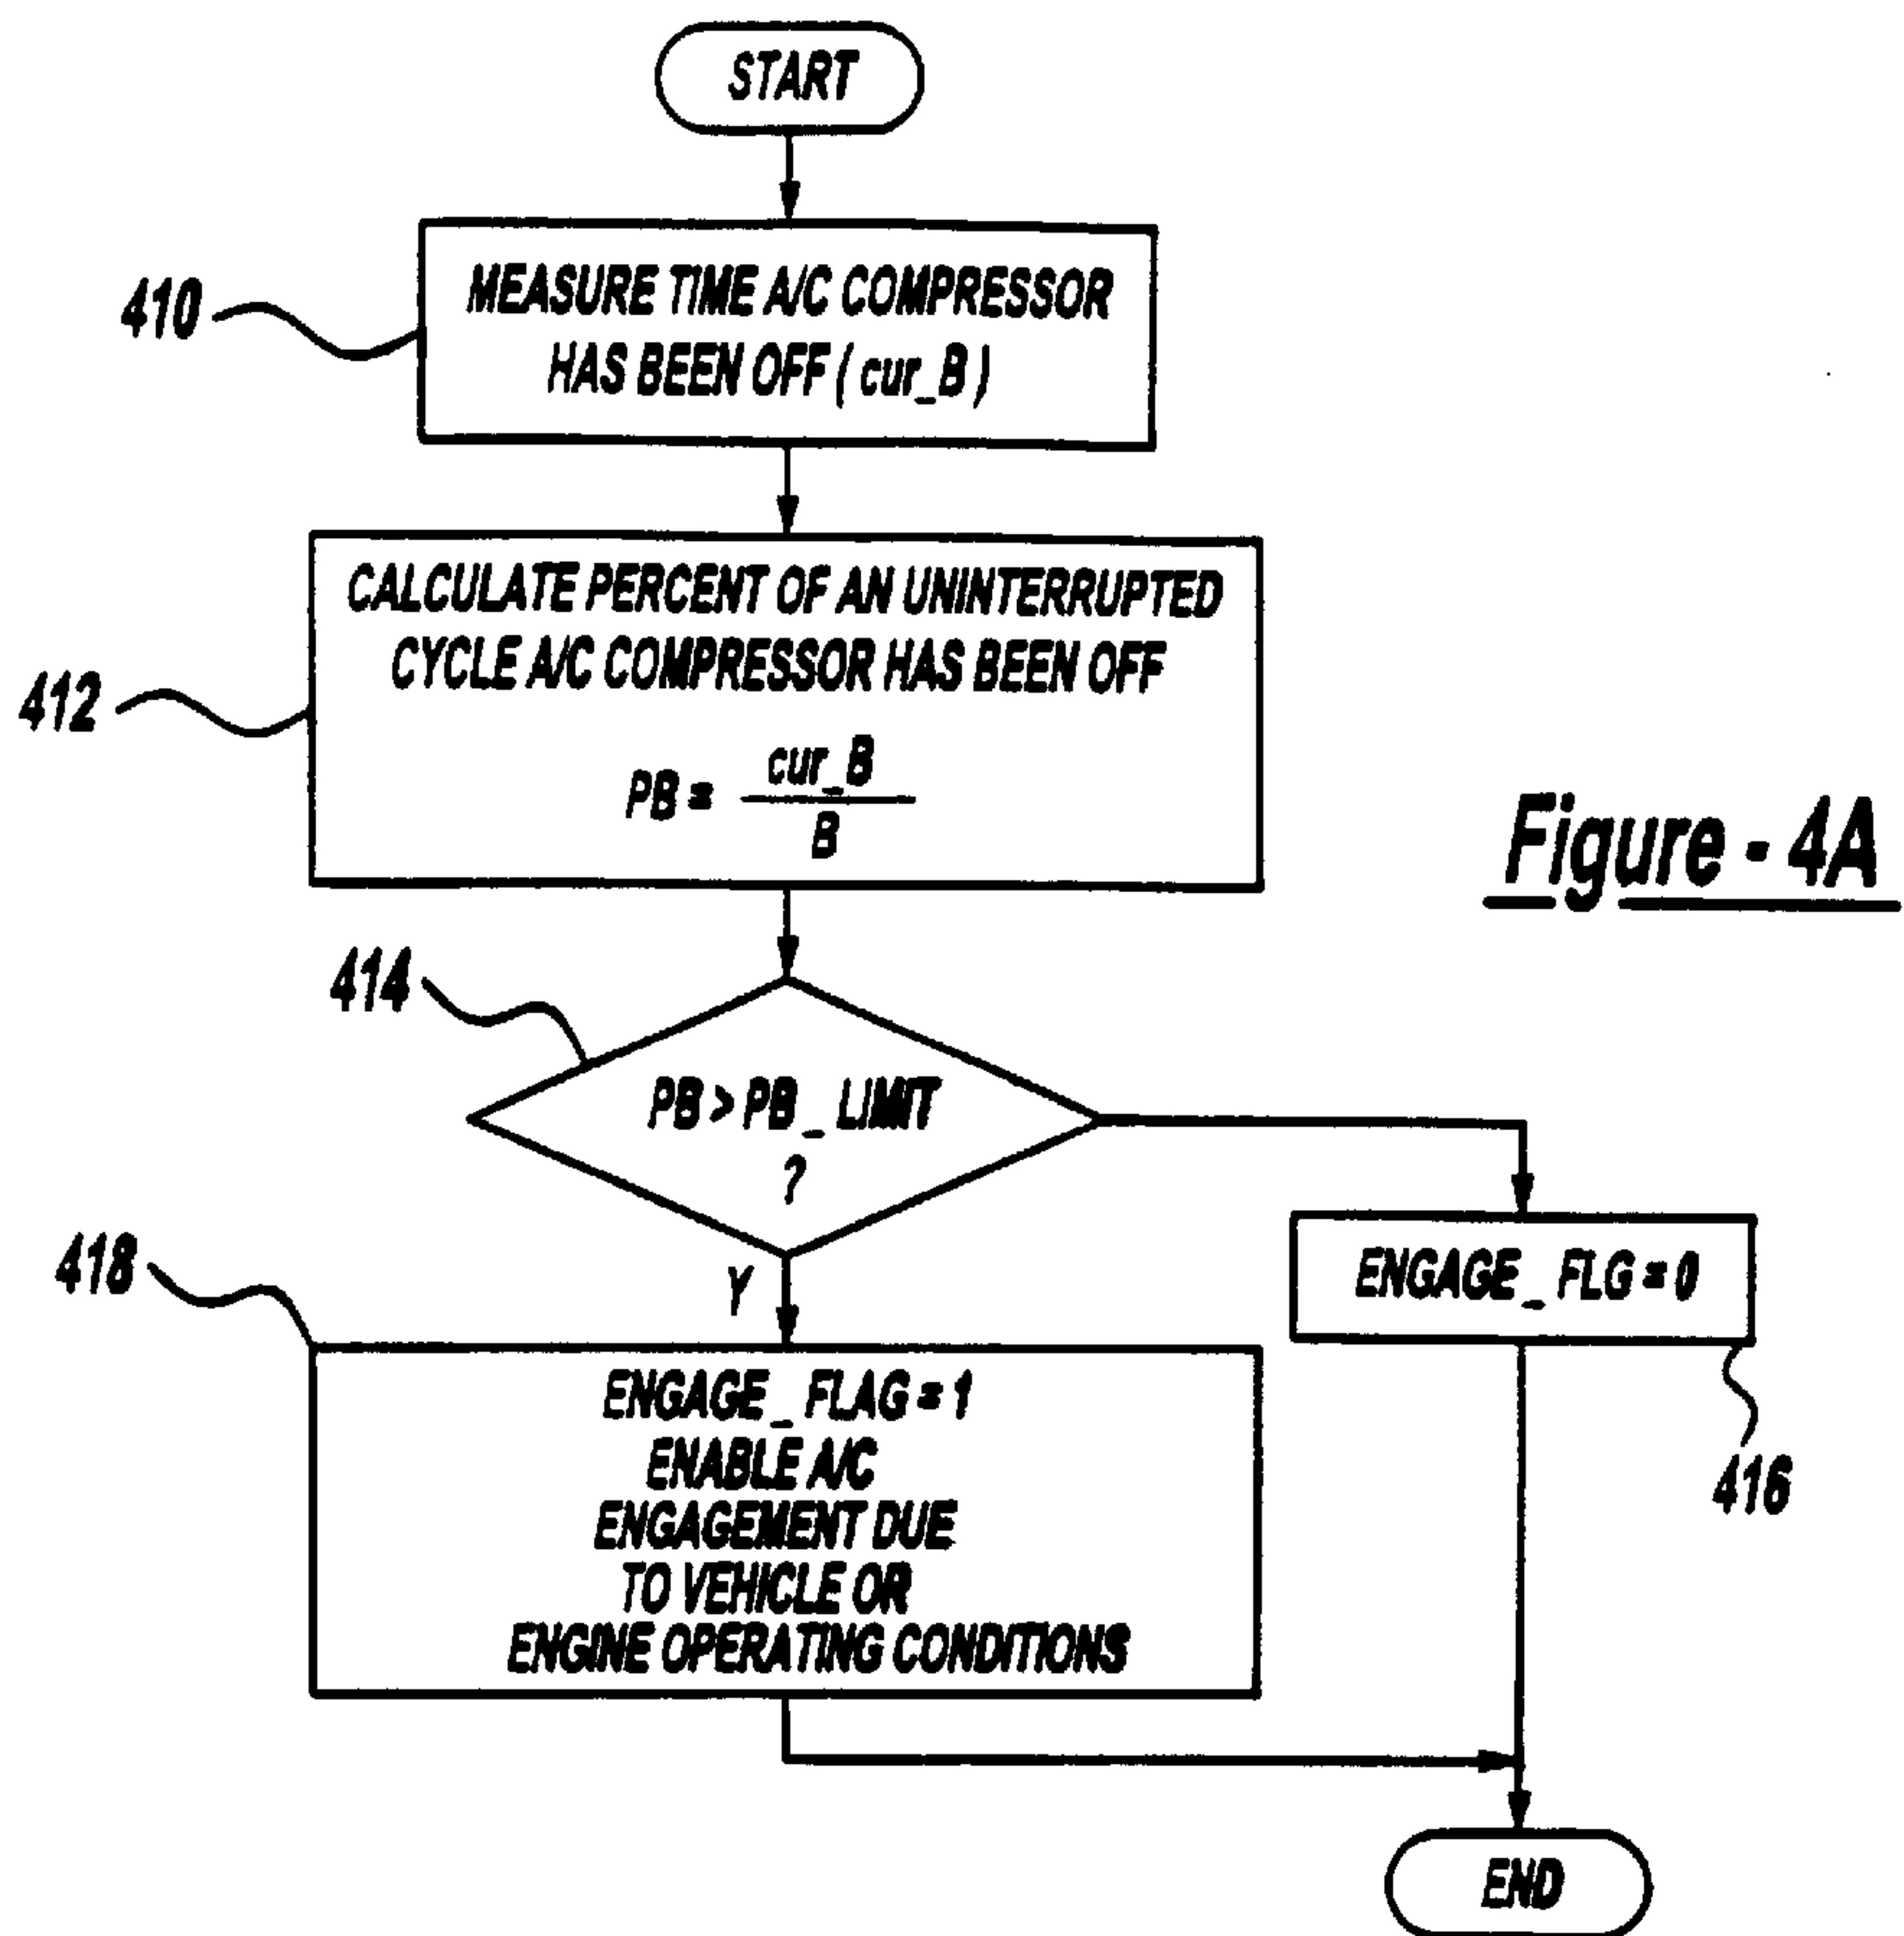 START
410
MEASURE TIME A/C COMPRESSOR
HAS BEEN OFF (cur_B)
412
CALCULATE PERCENT OF AN UNINTERRUPTED
CYCLE A/C COMPRESSOR HAS BEEN OFF
PB = cur_B
B
Figure - 4A
414
PB > PB_LIMIT
?
Y
418
ENGAGE_FLG = 0
416
ENGAGE_FLAG = 1
ENABLE A/C
ENGAGEMENT DUE
TO VEHICLE OR
ENGINE OPERATING CONDITIONS
END